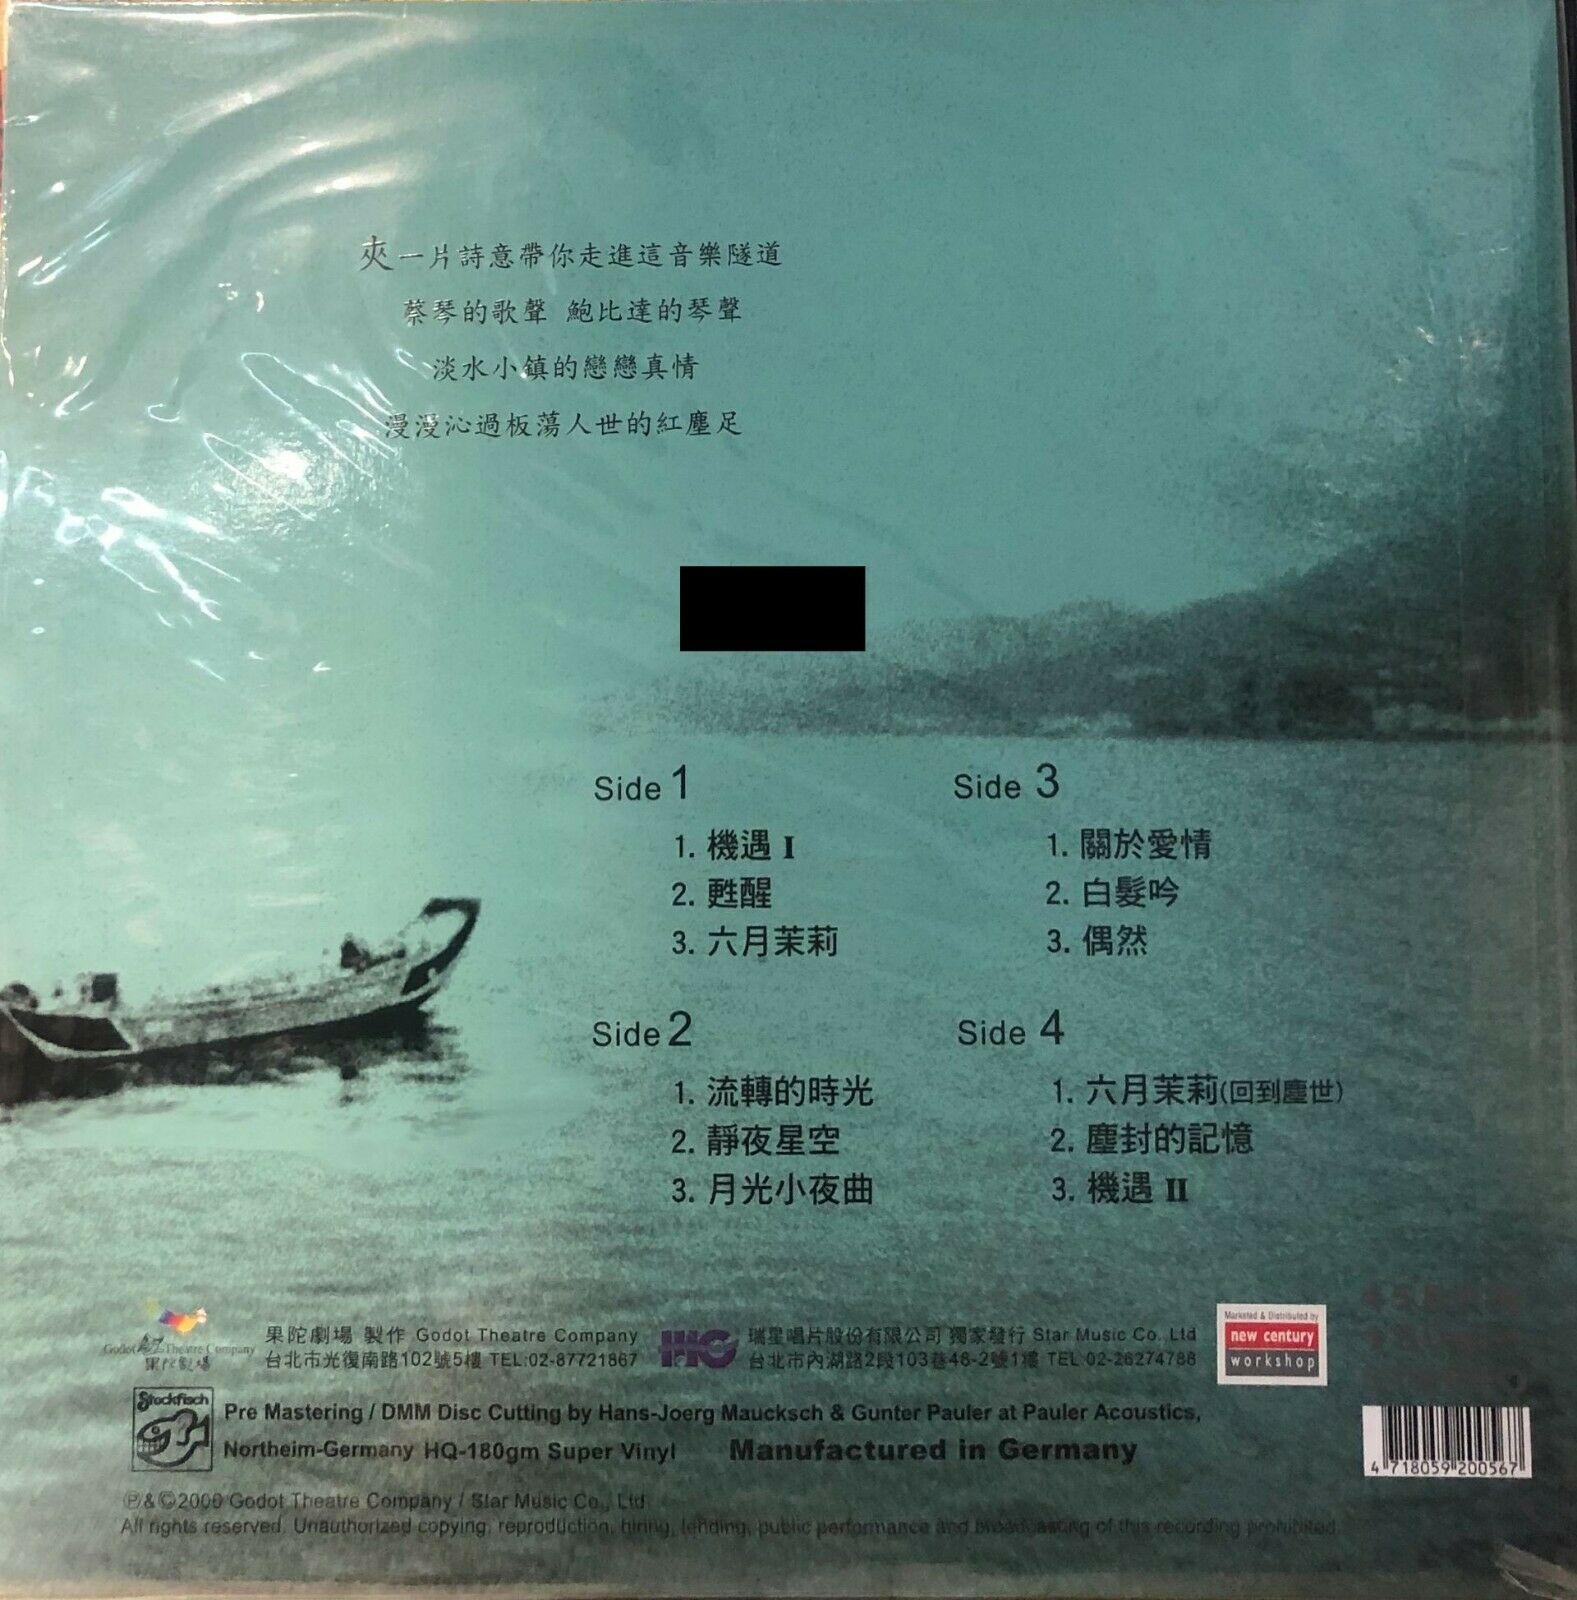 夾一片詩意帶你走進這音樂隧道
蔡琴的歌聲 鮑比達的琴聲
淡水小鎮的戀戀真情
漫漫沁過板蕩人世的紅塵足
Side 1
1. 機遇 I
2. 甦醒
3. 六月茉莉
Side 2
1. 流轉的時光
2. 靜夜星空
3. 月光小夜曲
Side 3
1. 關於愛情
2. 白髮吟
3. 偶然
Side 4
1. 六月茉莉(回到塵世)
2. 塵封的記憶
3. 機遇 II
Godot Theatre Company
果陀劇場
果陀劇場 製作 Godot Theatre Company
台北市光復南路102號5樓 TEL:02-87721867
瑞星唱片股份有限公司 獨家發行 Star Music Co. Ltd
台北市內湖路2段103巷46-2號1樓 TEL 02-26274788
Marketed & Distributed by
new century
workshop
Stockfisch
Pre Mastering / DMM Disc Cutting by Hans-Joerg Maucksch & Gunter Pauler at Pauler Acoustics,
Northeim-Germany HQ-180gm Super Vinyl Manufactured in Germany
4 718059 200567
℗&©2000 Godot Theatre Company / Star Music Co., Ltd
All rights reserved. Unauthorized copying, reproduction, hiring, lending, public performance and broadcasting of this recording prohibited.